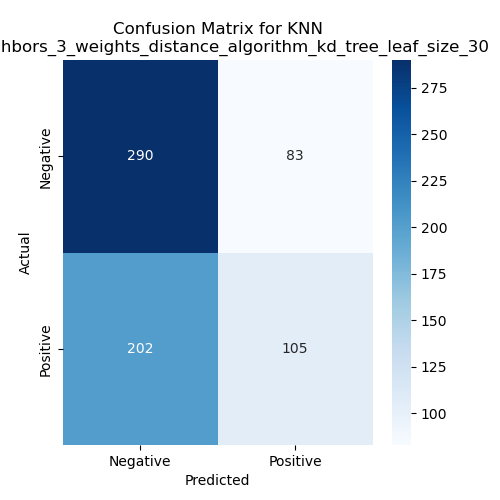 Confusion Matrix for KNN
hbors_3_weights_distance_algorithm_kd_tree_leaf_size_30
Actual
Negative
Positive
290
83
202
105
Negative
Positive
Predicted
275
250
225
200
175
150
125
100